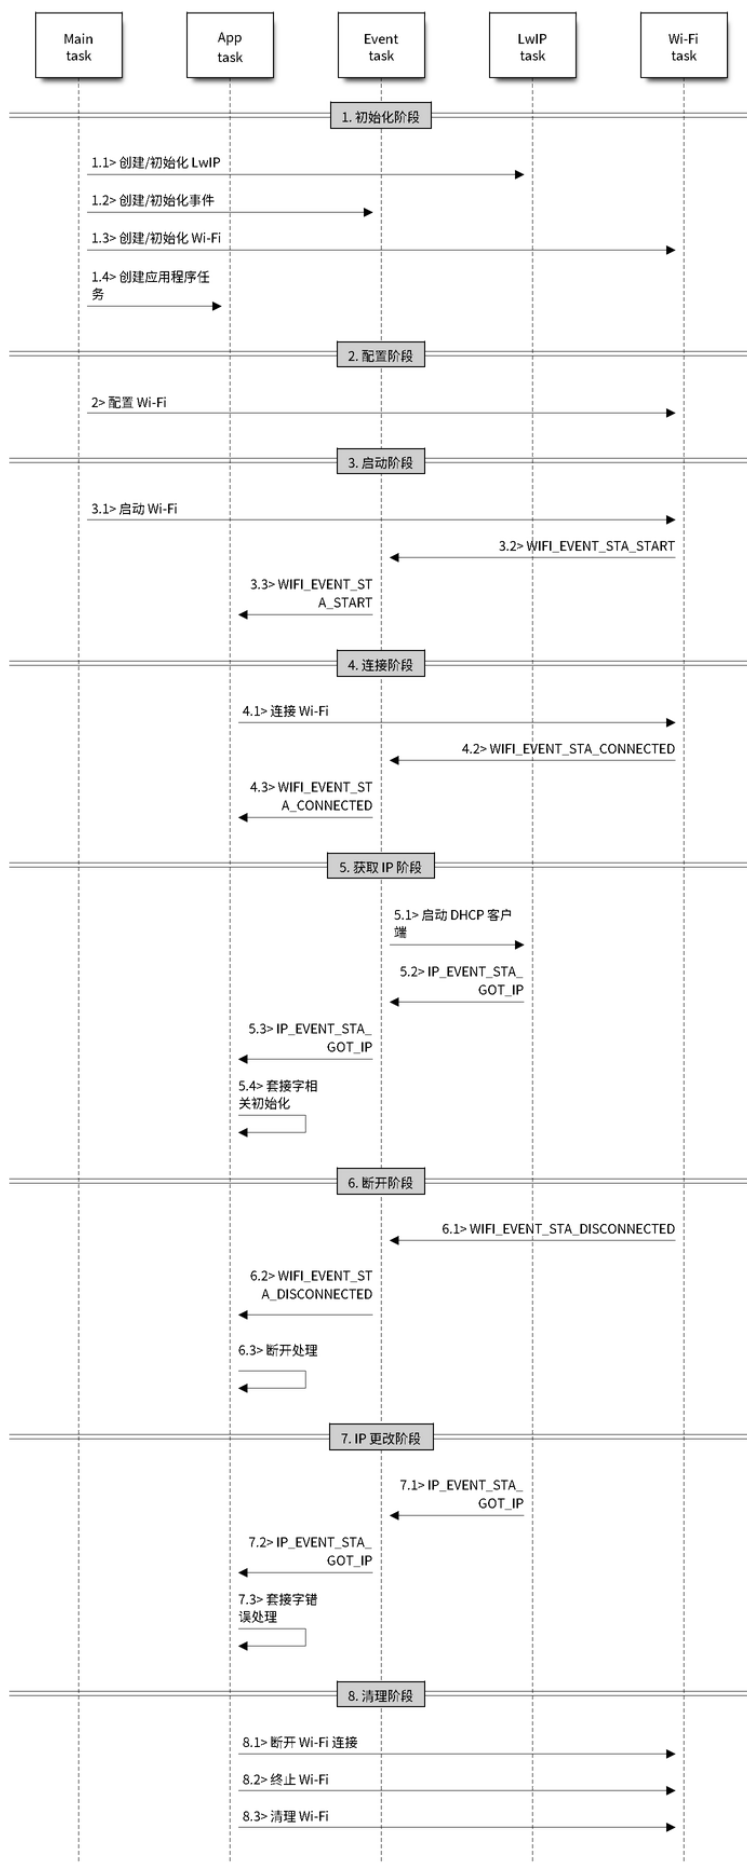 Main
task
App
task
Event
task
LwIP
task
Wi-Fi
task
1. 初始化阶段
1.1> 创建/初始化 LwIP
1.2> 创建/初始化事件
1.3> 创建/初始化 Wi-Fi
1.4> 创建应用程序任
务
2. 配置阶段
2> 配置 Wi-Fi
3. 启动阶段
3.1> 启动 Wi-Fi
3.2> WIFI_EVENT_STA_START
3.3> WIFI_EVENT_ST
A_START
4. 连接阶段
4.1> 连接 Wi-Fi
4.2> WIFI_EVENT_STA_CONNECTED
4.3> WIFI_EVENT_ST
A_CONNECTED
5. 获取 IP 阶段
5.1> 启动 DHCP 客户
端
5.2> IP_EVENT_STA_
GOT_IP
5.3> IP_EVENT_STA_
GOT_IP
5.4> 套接字相
关初始化
6. 断开阶段
6.1> WIFI_EVENT_STA_DISCONNECTED
6.2> WIFI_EVENT_ST
A_DISCONNECTED
6.3> 断开处理
7. IP 更改阶段
7.1> IP_EVENT_STA_
GOT_IP
7.2> IP_EVENT_STA_
GOT_IP
7.3> 套接字错
误处理
8. 清理阶段
8.1> 断开 Wi-Fi 连接
8.2> 终止 Wi-Fi
8.3> 清理 Wi-Fi